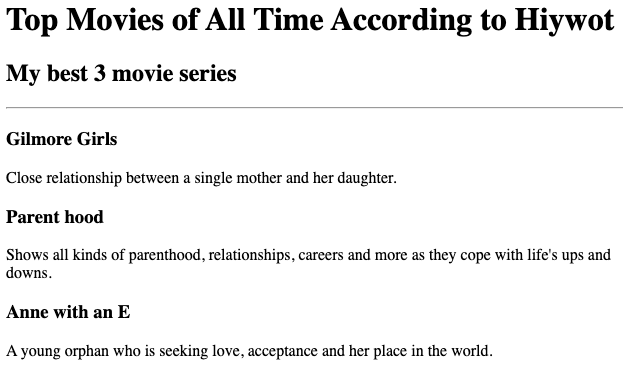 Top Movies of All Time According to Hiywot
My best 3 movie series
Gilmore Girls
Close relationship between a single mother and her daughter.
Parent hood
Shows all kinds of parenthood, relationships, careers and more as they cope with life's ups and
downs.
Anne with an E
A young orphan who is seeking love, acceptance and her place in the world.